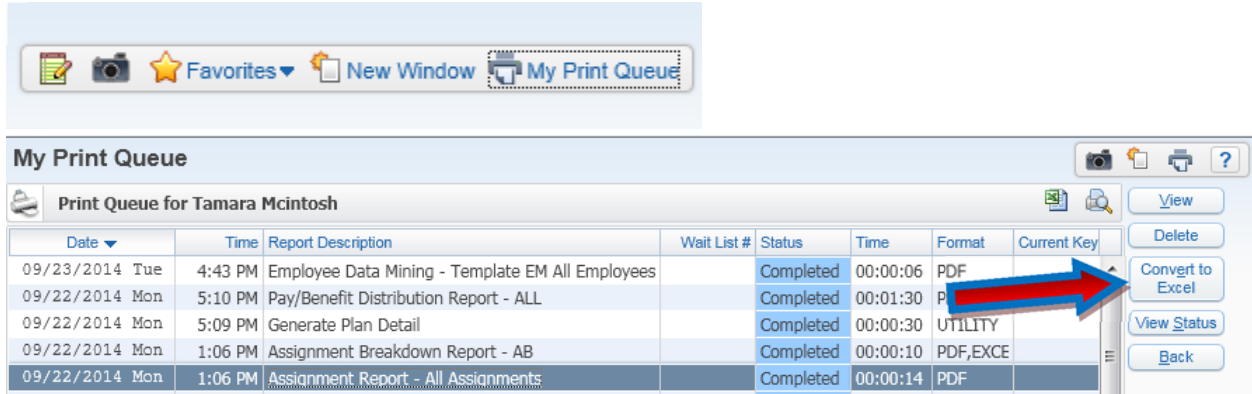 Favorites New Window My Print Queue
My Print Queue ?
Print Queue for Tamara Mcintosh View
Date Time Report Description Wait List # Status Time Format Current Key Delete
09/23/2014 Tue 4:43 PM Employee Data Mining - Template EM All Employees Completed 00:00:06 PDF Convert to
Excel
09/22/2014 Mon 5:10 PM Pay/Benefit Distribution Report - ALL Completed 00:01:30
09/22/2014 Mon 5:09 PM Generate Plan Detail Completed 00:00:30 UTILITY View Status
09/22/2014 Mon 1:06 PM Assignment Breakdown Report - AB Completed 00:00:10 PDF,EXCE Back
09/22/2014 Mon 1:06 PM Assignment Report - All Assignments Completed 00:00:14 PDF